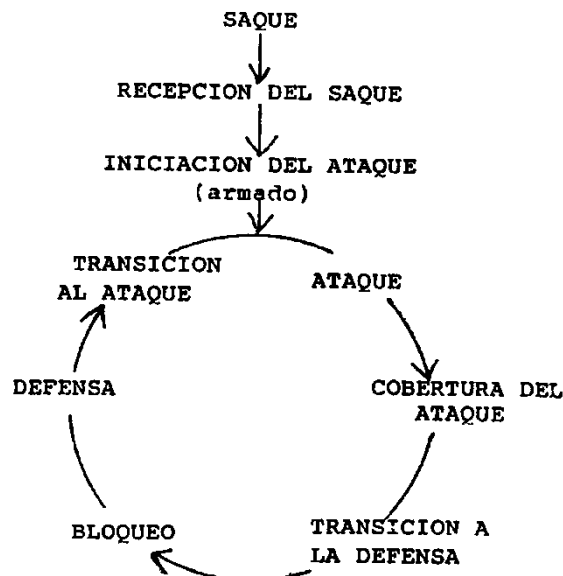 SAQUE
RECEPCION DEL SAQUE
INICIACION DEL ATAQUE
(armado)
TRANSICION
AL ATAQUE
ATAQUE
DEFENSA
COBERTURA DEL
ATAQUE
BLOQUEO
TRANSICION A
LA DEFENSA